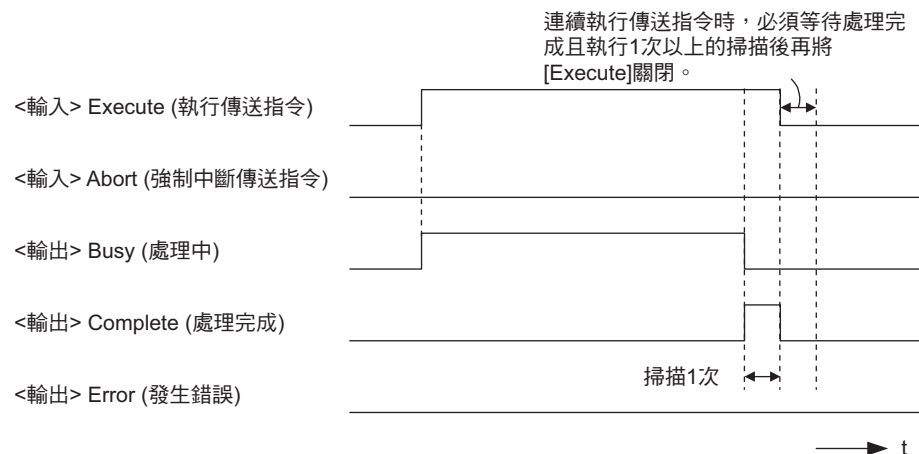 連續執行傳送指令時，必須等待處理完
成且執行1次以上的掃描後再將
[Execute]關閉。
<輸入> Execute (執行傳送指令)
<輸入> Abort (強制中斷傳送指令)
<輸出> Busy (處理中)
<輸出> Complete (處理完成)
掃描1次
<輸出> Error (發生錯誤)
t